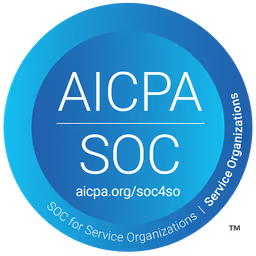 AICPA
SOC
aicpa.org/soc4so
SOC for Service Organizations | Service Organizations
TM